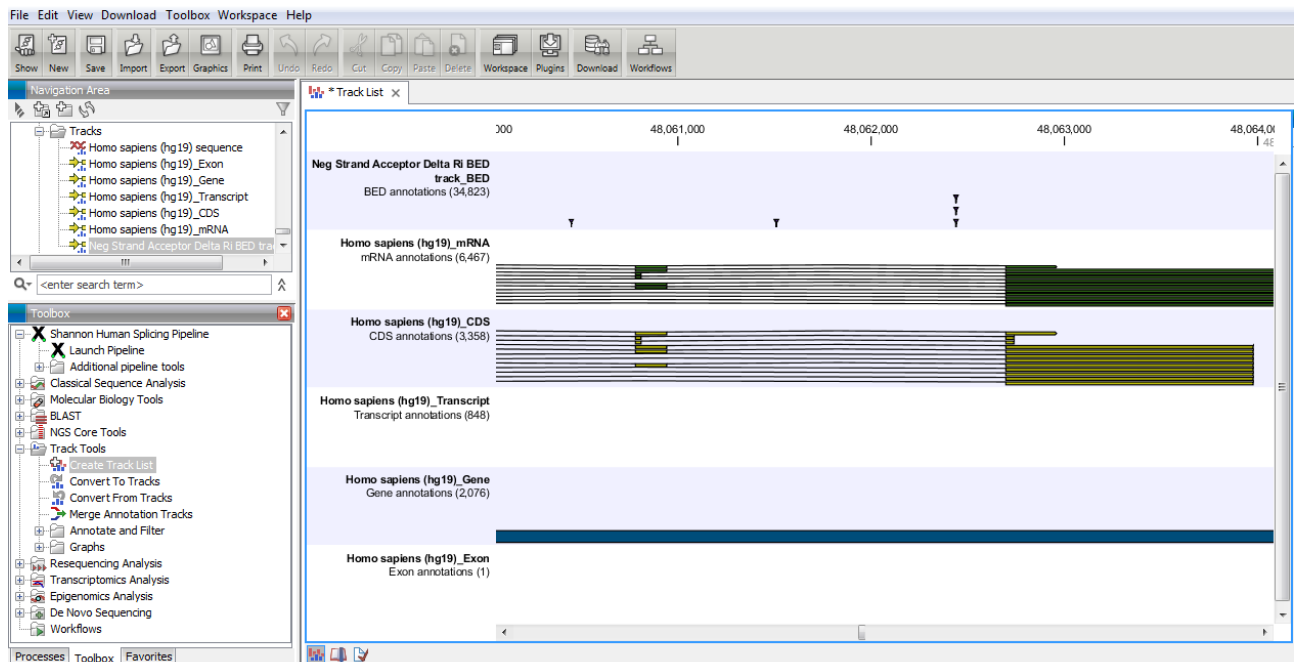 File Edit View Download Toolbox Workspace Help
Show New Save Import Export Graphics Print Undo Redo Cut Copy Paste Delete Workspace Plugins Download Workflows
Navigation Area
Tracks
Homo sapiens (hg19) sequence
Homo sapiens (hg19)_Exon
Homo sapiens (hg19)_Gene
Homo sapiens (hg19)_Transcript
Homo sapiens (hg19)_CDS
Homo sapiens (hg19)_mRNA
Neg Strand Acceptor Delta Ri BED tra
<enter search term>
Toolbox
Shannon Human Splicing Pipeline
Launch Pipeline
Additional pipeline tools
Classical Sequence Analysis
Molecular Biology Tools
BLAST
NGS Core Tools
Track Tools
Create Track List
Convert To Tracks
Convert From Tracks
Merge Annotation Tracks
Annotate and Filter
Graphs
Resequencing Analysis
Transcriptomics Analysis
Epigenomics Analysis
De Novo Sequencing
Workflows
Processes Toolbox Favorites
* Track List
000 48,061,000 48,062,000 48,063,000 48,064,0
48
Neg Strand Acceptor Delta Ri BED
track_BED
BED annotations (34,823)
Homo sapiens (hg19)_mRNA
mRNA annotations (6,467)
Homo sapiens (hg19)_CDS
CDS annotations (3,358)
Homo sapiens (hg19)_Transcript
Transcript annotations (848)
Homo sapiens (hg19)_Gene
Gene annotations (2,076)
Homo sapiens (hg19)_Exon
Exon annotations (1)